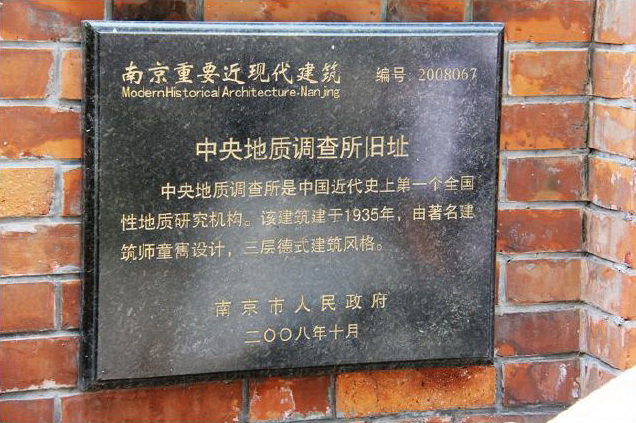 南京重要近现代建筑 编号: 2008067
Modern Historical Architecture·Nanjing
中央地质调查所旧址
中央地质调查所是中国近代史上第一个全国
性地质研究机构。该建筑建于1935年，由著名建
筑师童寯设计，三层德式建筑风格。
南京市人民政府
二〇〇八年十月